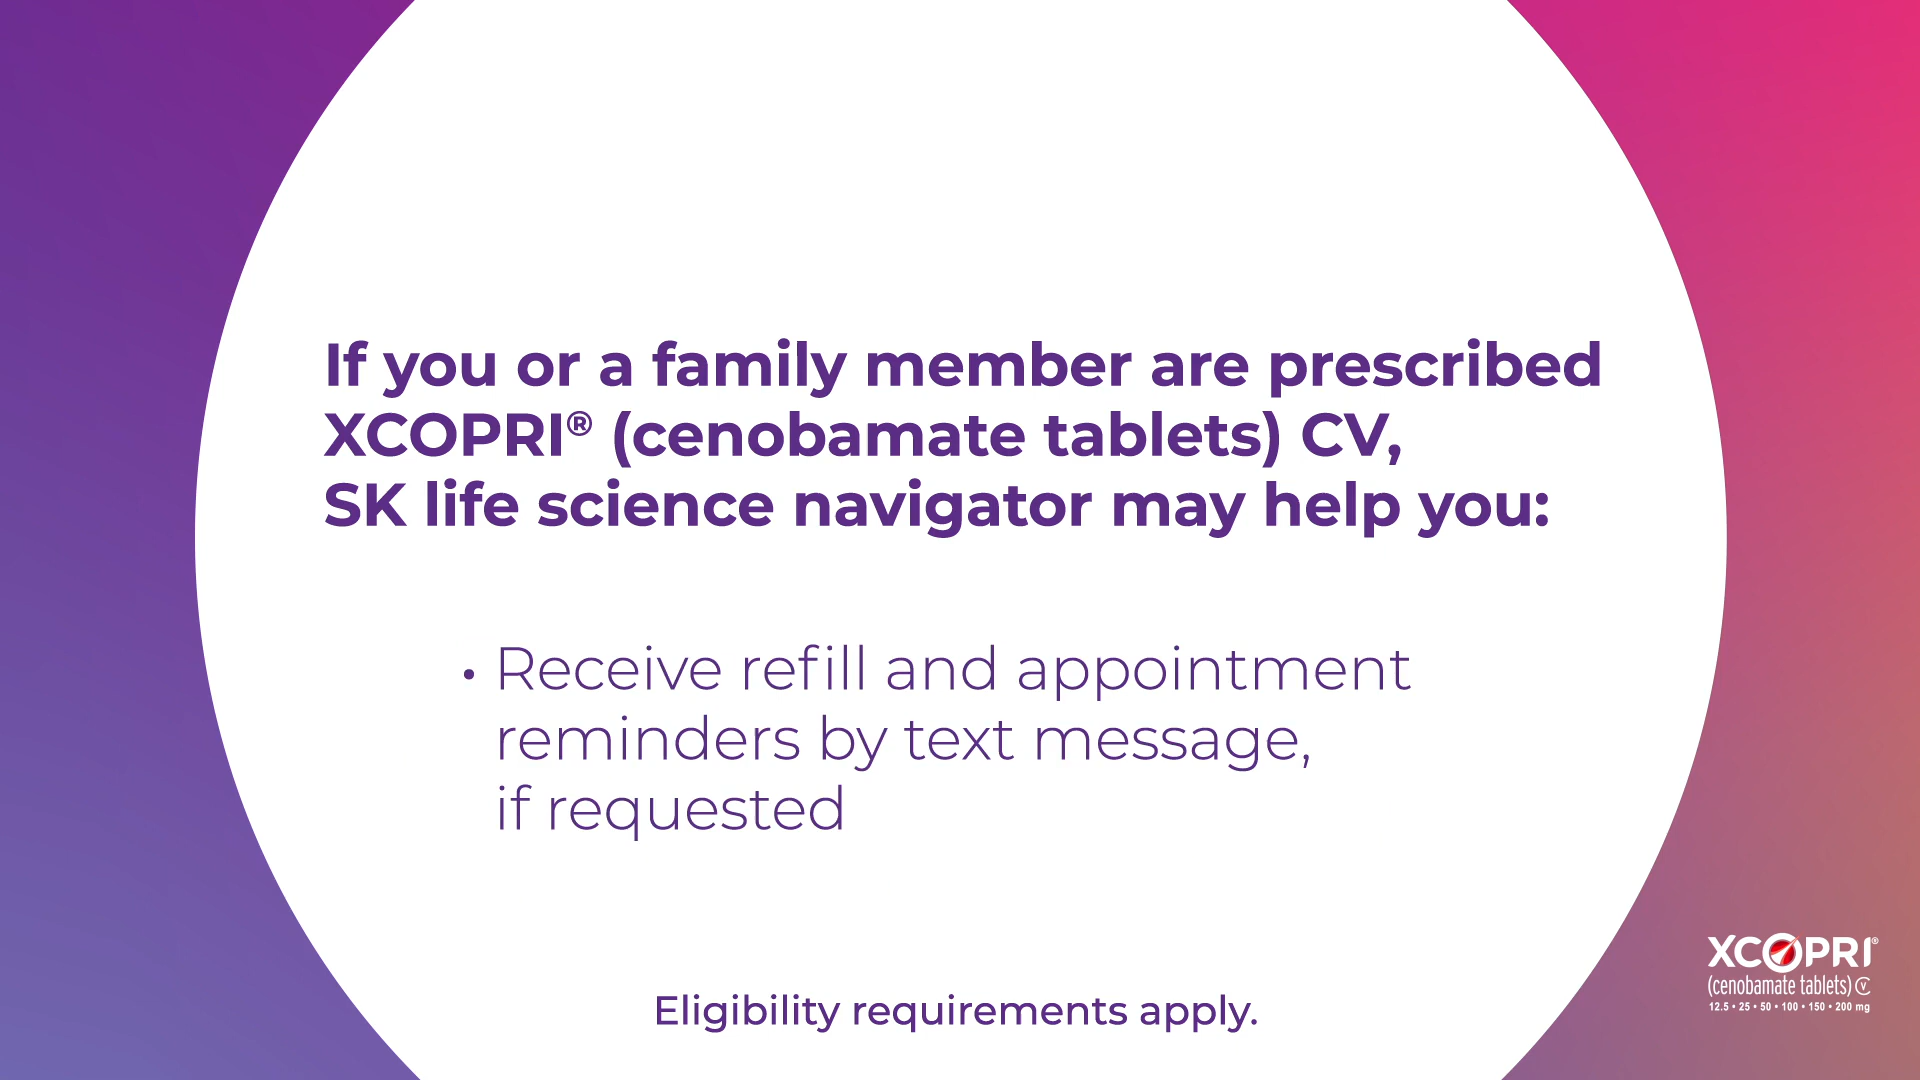 If you or a family member are prescribed
XCOPRI® (cenobamate tablets) CV,
SK life science navigator may help you:
• Receive refill and appointment
reminders by text message,
if requested
Eligibility requirements apply.
XCOPRI®
(cenobamate tablets) CV
12.5 • 25 • 50 • 100 • 150 • 200 mg